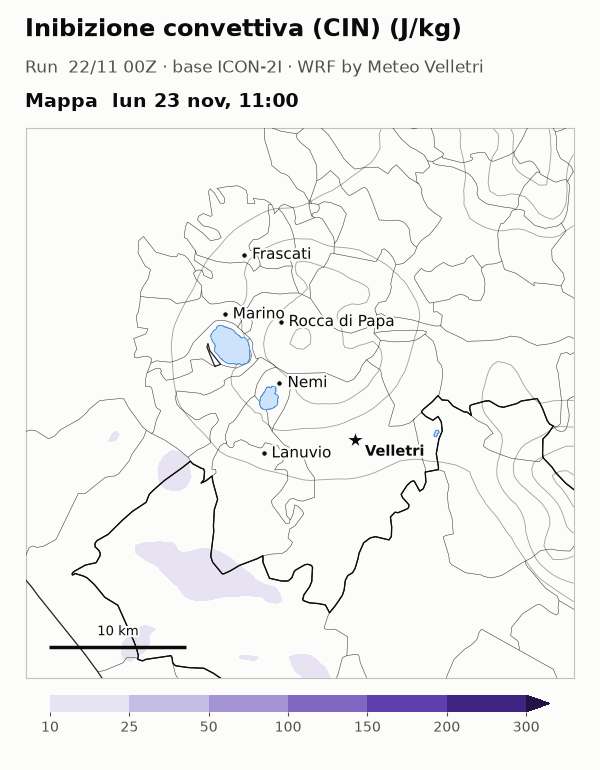 Inibizione convettiva (CIN) (J/kg)
Run  22/11 00Z · base ICON-2I · WRF by Meteo Velletri
Mappa  lun 23 nov, 11:00
Frascati
Marino
Rocca di Papa
Nemi
Velletri
Lanuvio
10 km
10 25 50 100 150 200 300